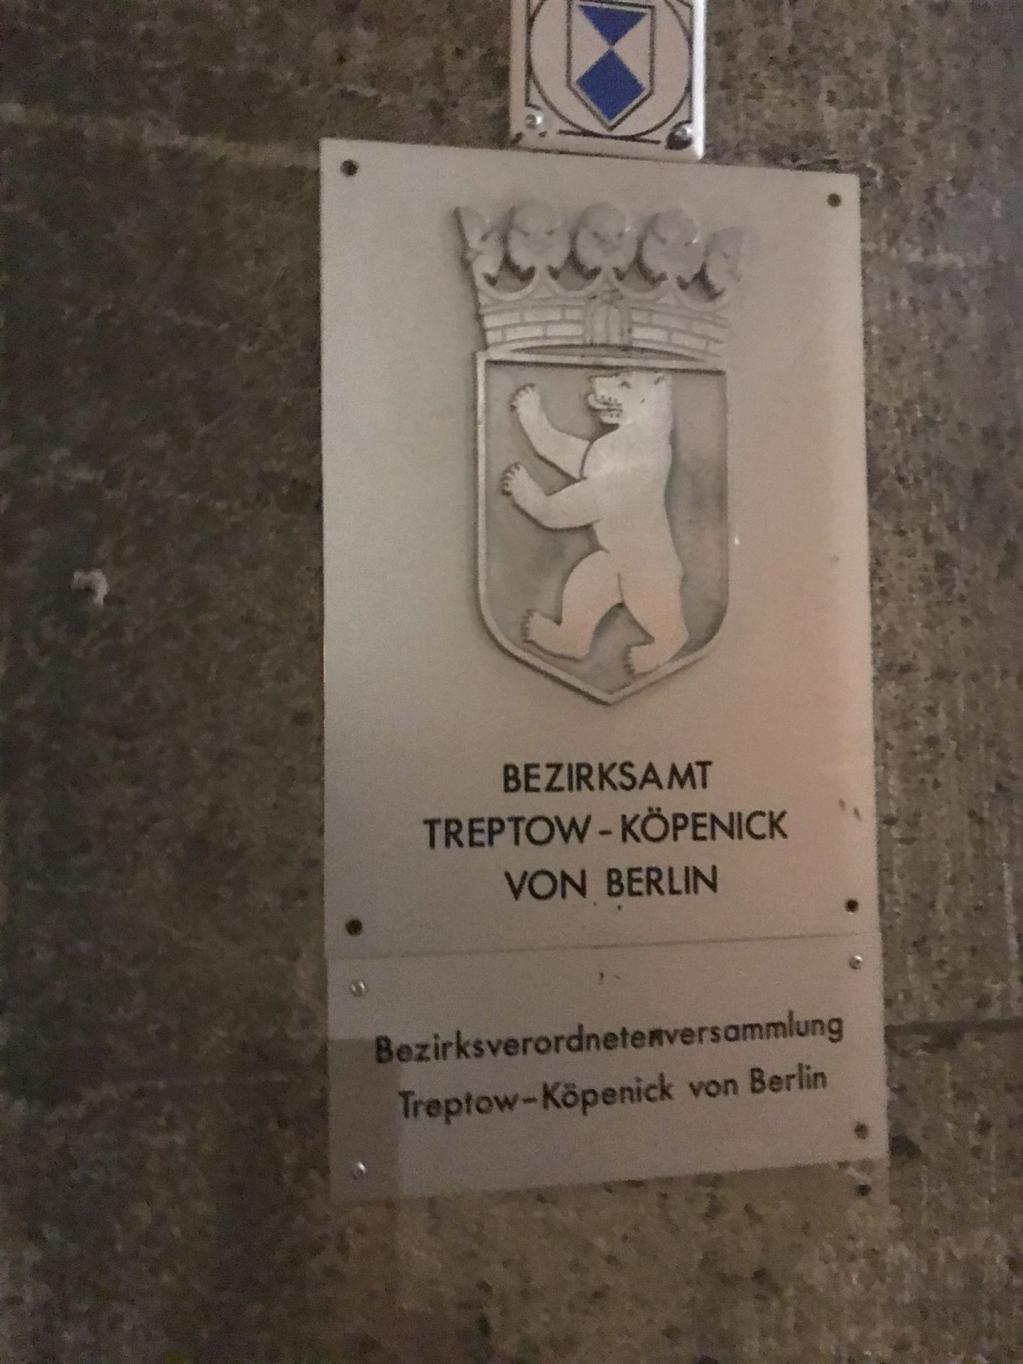 BEZIRKSAMT
TREPTOW-KÖPENICK
VON BERLIN
Bezirksverordnetenversammlung
Treptow-Köpenick von Berlin